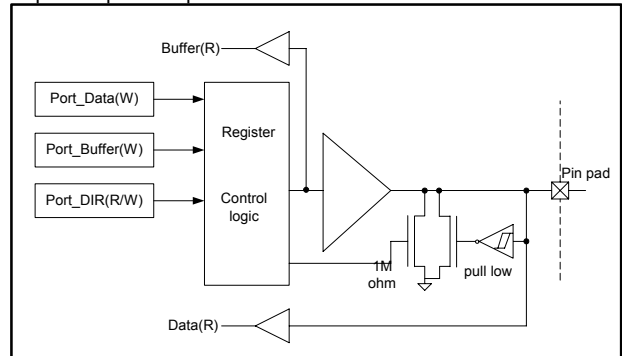 Buffer(R)
Port_Data(W)
Port_Buffer(W)
Port_DIR(R/W)
Register
Control
logic
Pin pad
1M
ohm
pull low
Data(R)